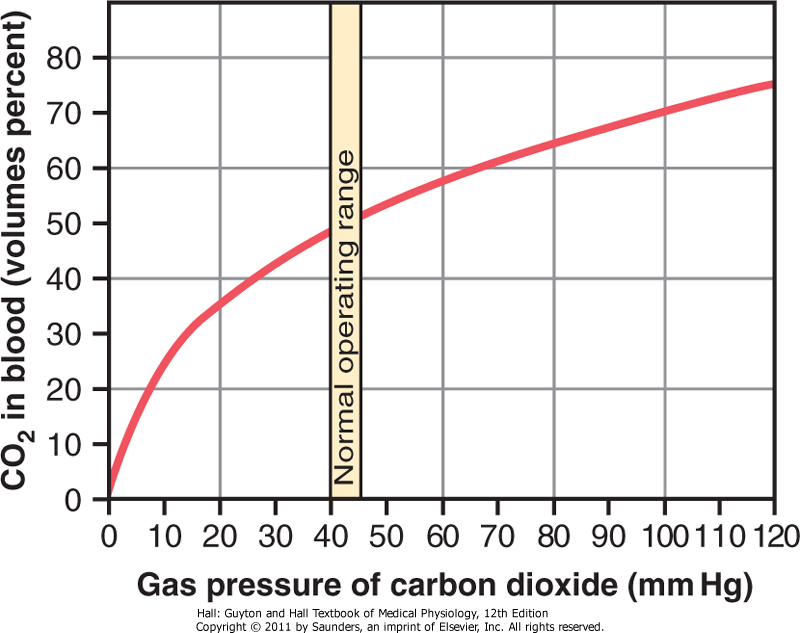 CO2 in blood (volumes percent)
80
70
60
50
40
30
20
10
0
Normal operating range
0 10 20 30 40 50 60 70 80 90 100 110 120
Gas pressure of carbon dioxide (mm Hg)
Hall: Guyton and Hall Textbook of Medical Physiology, 12th Edition
Copyright © 2011 by Saunders, an imprint of Elsevier, Inc. All rights reserved.